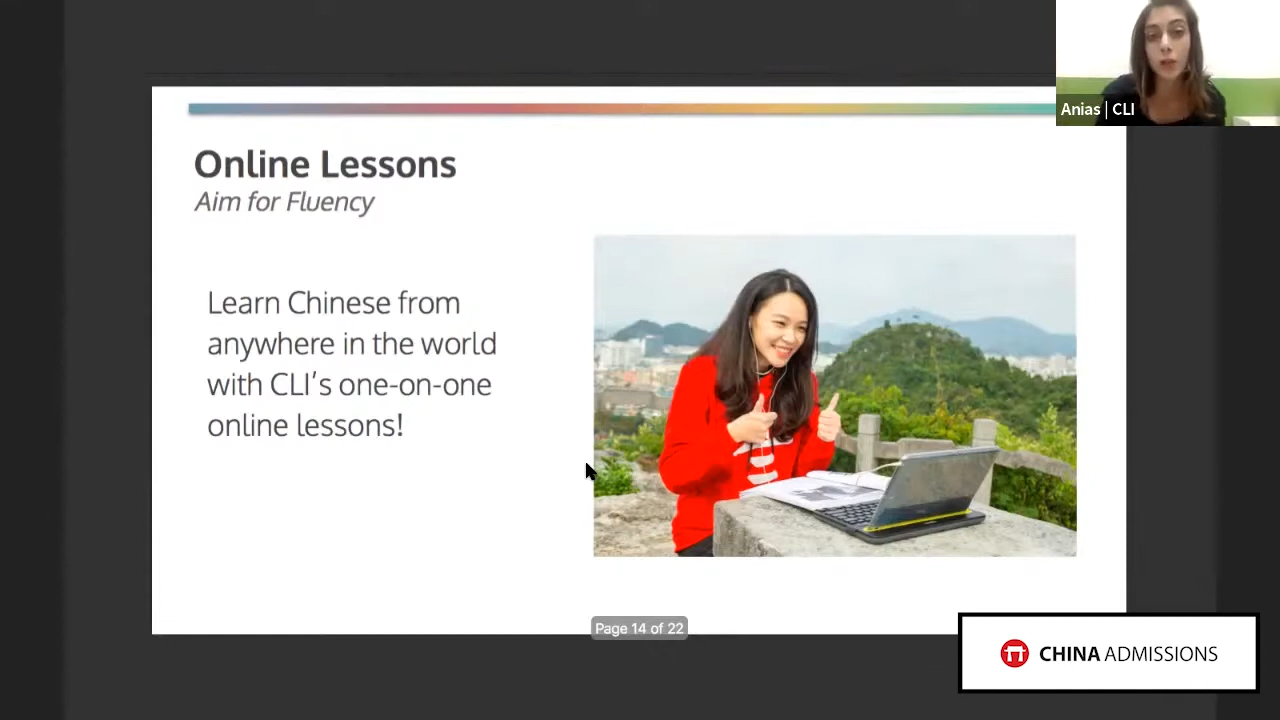 Anias | CLI
Online Lessons
Aim for Fluency
Learn Chinese from
anywhere in the world
with CLI's one-on-one
online lessons!
Page 14 of 22
CHINA ADMISSIONS